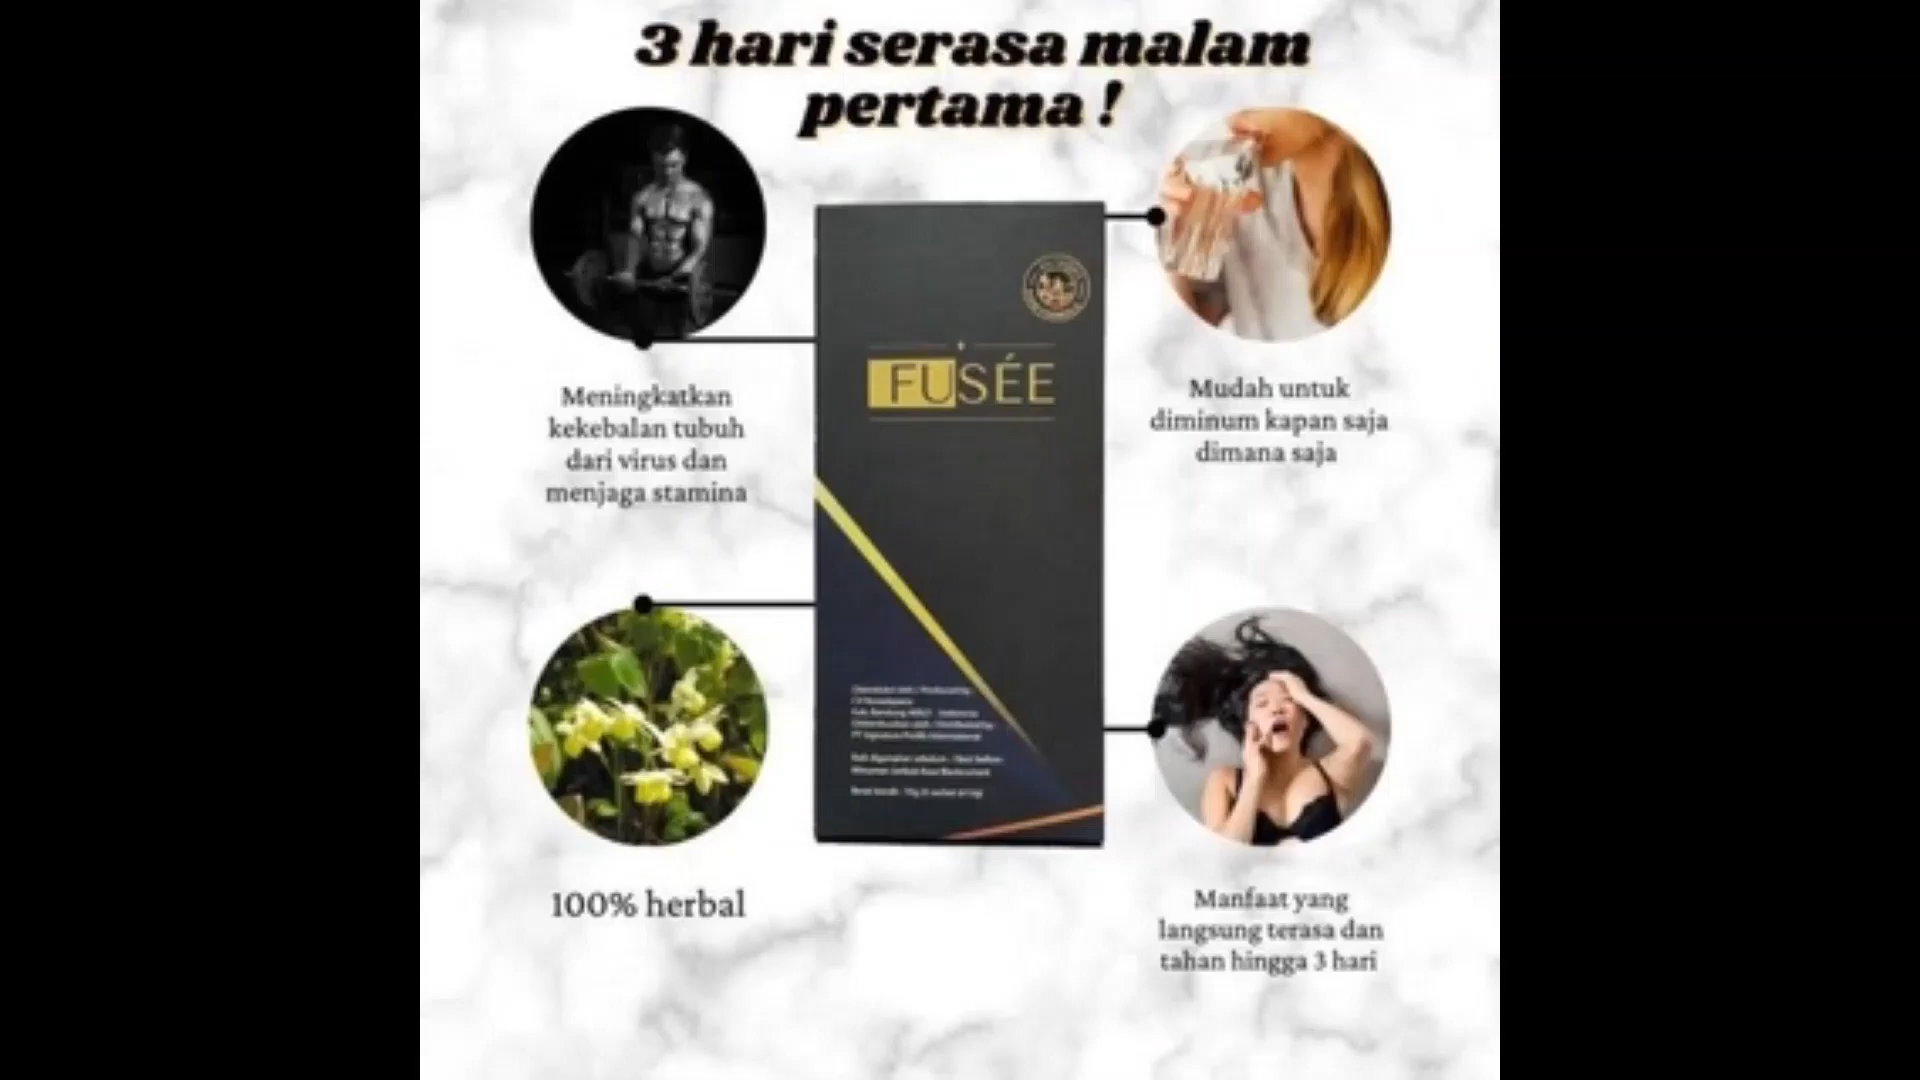 3 hari serasa malam
pertama !
Meningkatkan
kekebalan tubuh
dari virus dan
menjaga stamina
Mudah untuk
diminum kapan saja
dimana saja
FUSÉE
100% herbal
Manfaat yang
langsung terasa dan
tahan hingga 3 hari